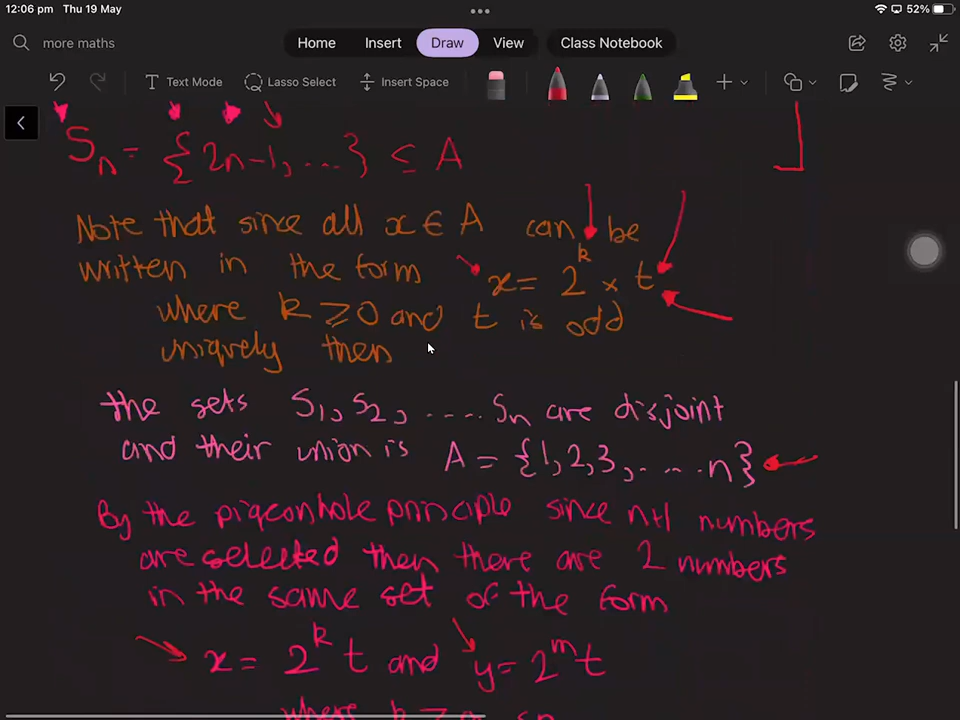 12:06 pm Thu 19 May
52%
more maths
Home Insert Draw View Class Notebook
Text Mode Lasso Select Insert Space
Sn = {2n-1, ...} ≤ A
Note that since all x ∈ A can be
written in the form x = 2^k × t
where k ≥ 0 and t is odd
uniquely then
the sets S1, S2, ..... Sn are disjoint
and their union is A = {1, 2, 3, ..... n}
By the pigeonhole principle since n+1 numbers
are selected then there are 2 numbers
in the same set of the form
x = 2^k t and y = 2^m t